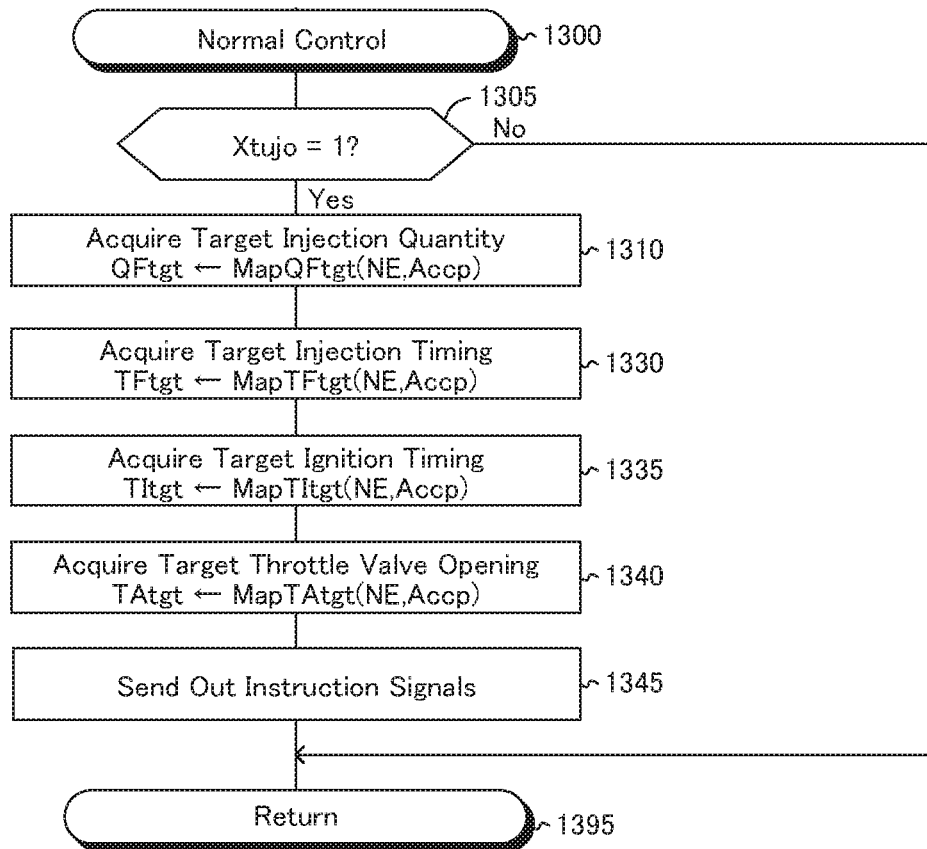 Normal Control
1300
1305
Xtujo = 1?
No
Yes
Acquire Target Injection Quantity
QFtgt ← MapQFtgt(NE,Accp)
1310
Acquire Target Injection Timing
TFtgt ← MapTFtgt(NE,Accp)
1330
Acquire Target Ignition Timing
TItgt ← MapTItgt(NE,Accp)
1335
Acquire Target Throttle Valve Opening
TAtgt ← MapTAtgt(NE,Accp)
1340
Send Out Instruction Signals
1345
Return
1395